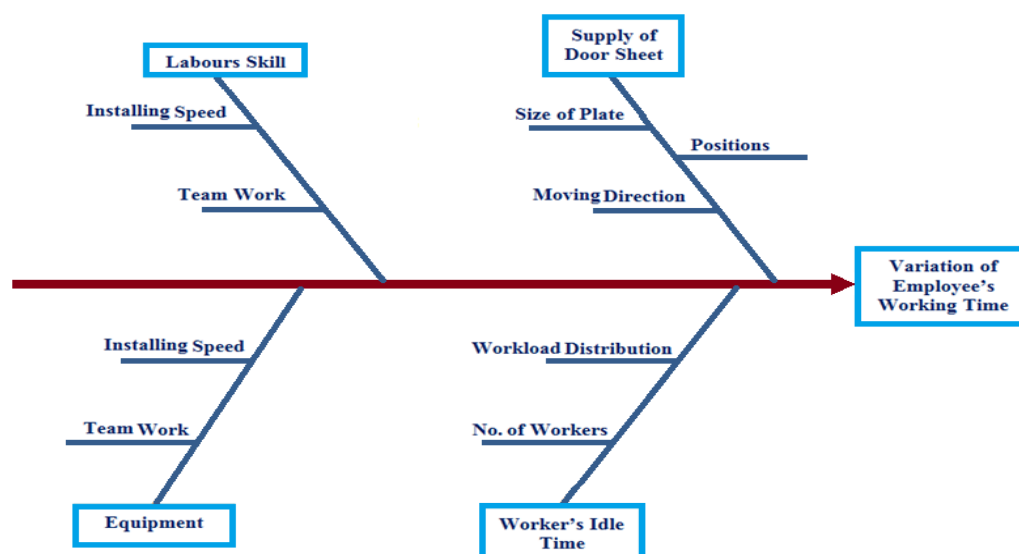 Supply of
Door Sheet
Labours Skill
Installing Speed
Size of Plate
Positions
Team Work
Moving Direction
Variation of
Employee's
Working Time
Installing Speed
Workload Distribution
Team Work
No. of Workers
Equipment
Worker's Idle
Time